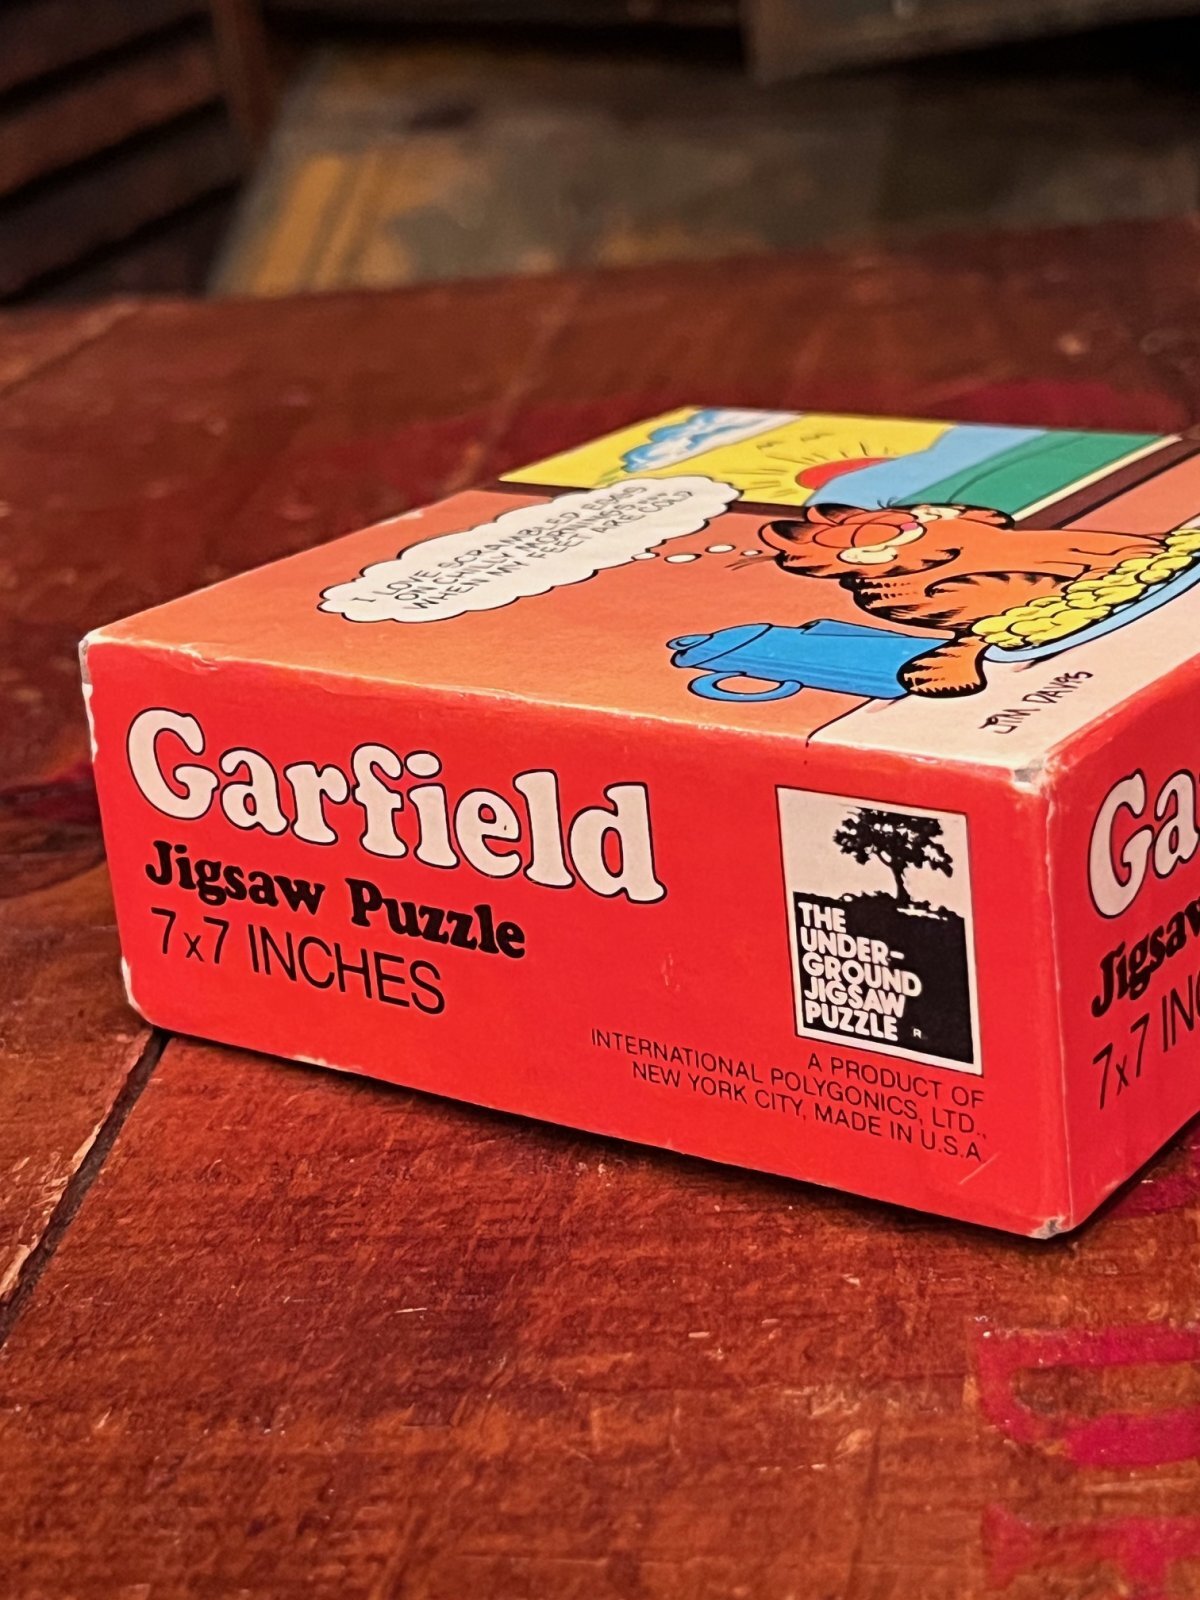 I LOVE SCRAMBLED EGGS
ON CHILLY MORNINGS...
WHEN MY FEET ARE COLD
JIM DAVIS
Garfield
Jigsaw Puzzle
7x7 INCHES
THE
UNDER-
GROUND
JIGSAW
PUZZLE R
A PRODUCT OF
INTERNATIONAL POLYGONICS, LTD.,
NEW YORK CITY, MADE IN U.S.A
Ga
Jigsaw
7x7 IN